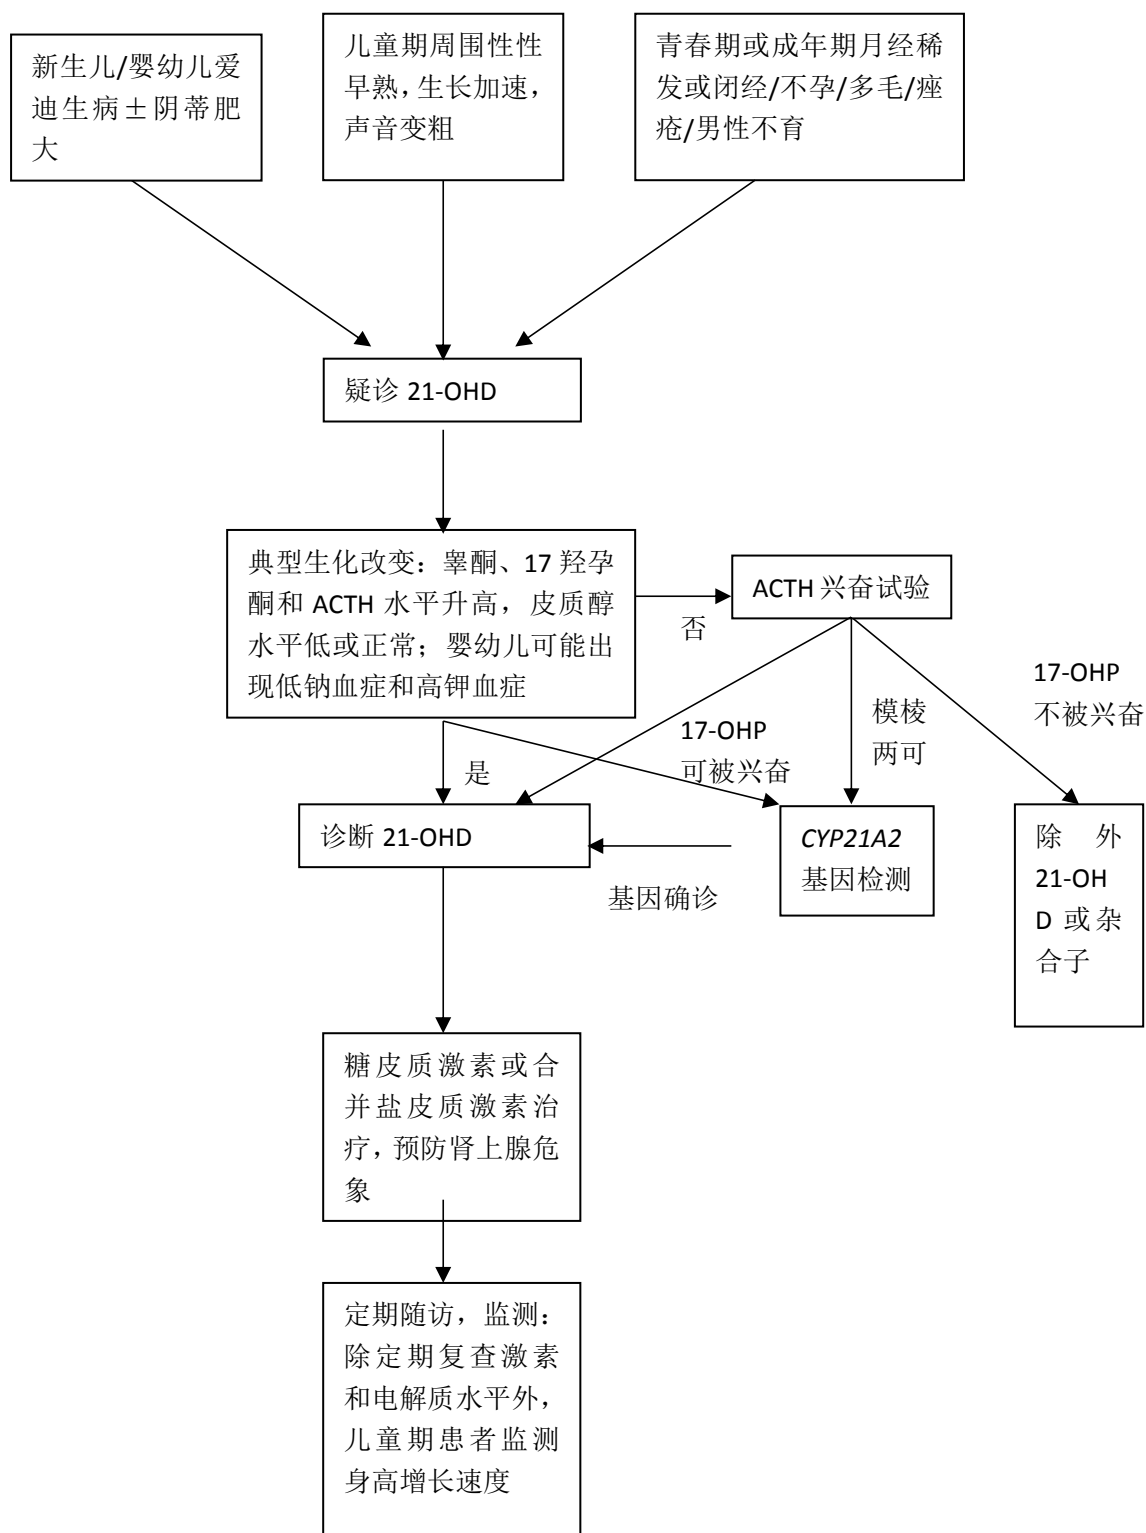 新生儿/婴幼儿爱
迪生病±阴蒂肥
大
儿童期周围性性
早熟，生长加速，
声音变粗
青春期或成年期月经稀
发或闭经/不孕/多毛/痤
疮/男性不育
疑诊 21-OHD
典型生化改变：睾酮、17 羟孕
酮和 ACTH 水平升高，皮质醇
水平低或正常；婴幼儿可能出
现低钠血症和高钾血症
否
ACTH 兴奋试验
是
17-OHP
可被兴奋
模棱
两可
17-OHP
不被兴奋
诊断 21-OHD
基因确诊
CYP21A2
基因检测
除外
21-OH
D 或杂
合子
糖皮质激素或合
并盐皮质激素治
疗，预防肾上腺危
象
定期随访，监测：
除定期复查激素
和电解质水平外，
儿童期患者监测
身高增长速度